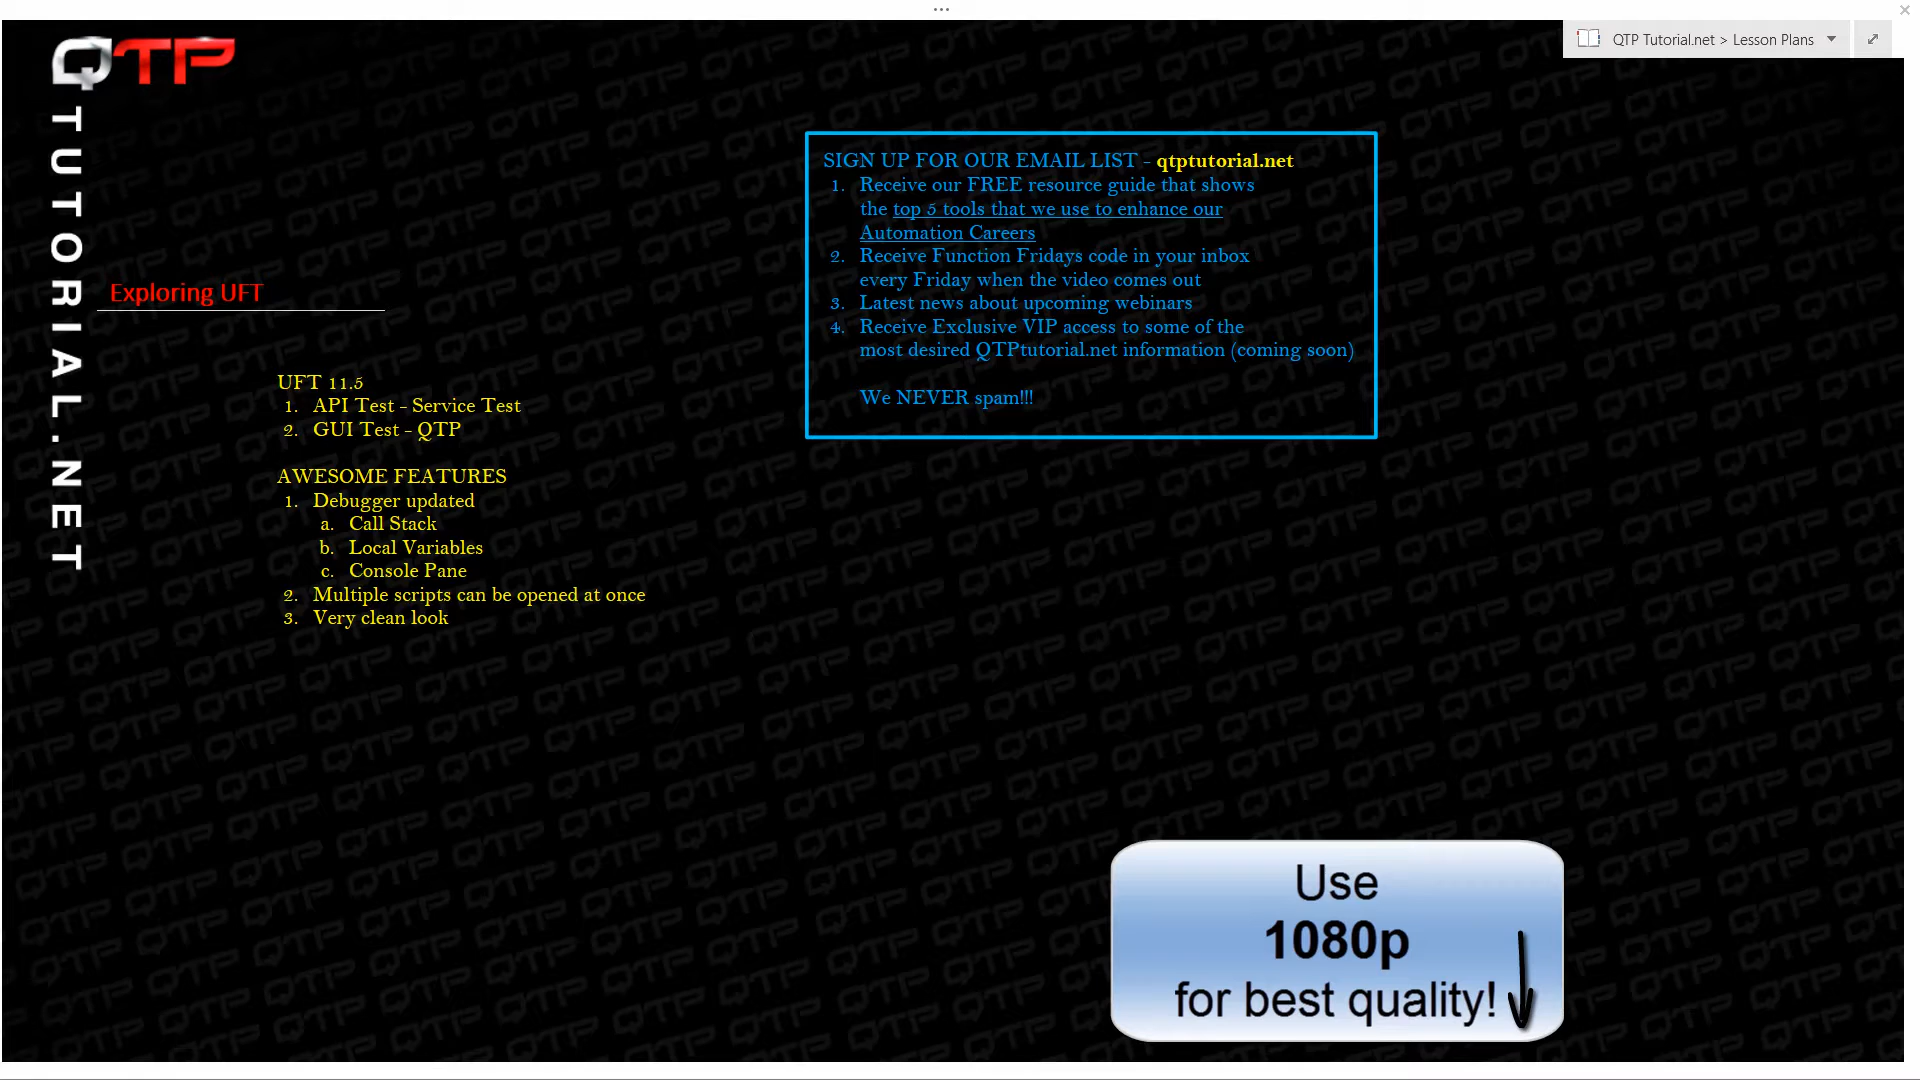 ...
QTP Tutorial.net > Lesson Plans
QTP
TUTORIAL.NET
Exploring UFT
UFT 11.5
1. API Test - Service Test
2. GUI Test - QTP
AWESOME FEATURES
1. Debugger updated
a. Call Stack
b. Local Variables
c. Console Pane
2. Multiple scripts can be opened at once
3. Very clean look
SIGN UP FOR OUR EMAIL LIST - qtptutorial.net
1. Receive our FREE resource guide that shows
the top 5 tools that we use to enhance our
Automation Careers
2. Receive Function Fridays code in your inbox
every Friday when the video comes out
3. Latest news about upcoming webinars
4. Receive Exclusive VIP access to some of the
most desired QTPtutorial.net information (coming soon)
We NEVER spam!!!
Use
1080p
for best quality!